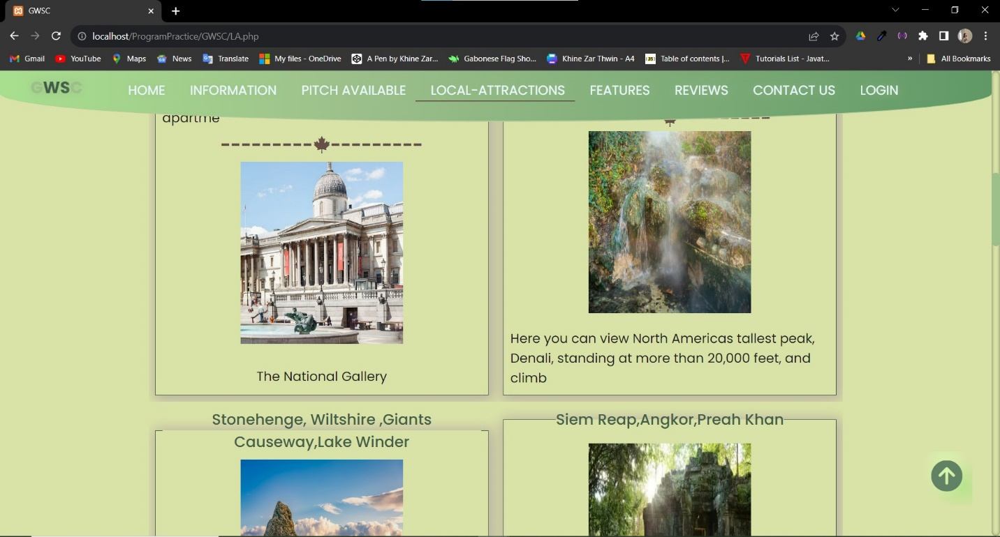 GWSC
localhost/ProgramPractice/GWSC/LA.php
Gmail YouTube Maps News Translate My files - OneDrive A Pen by Khine Zar... Gabonese Flag Sho... Khine Zar Thwin - A4 Table of contents |... Tutorials List - Javat... » All Bookmarks
GWSC HOME INFORMATION PITCH AVAILABLE LOCAL-ATTRACTIONS FEATURES REVIEWS CONTACT US LOGIN
apartme
The National Gallery
Here you can view North Americas tallest peak,
Denali, standing at more than 20,000 feet, and
climb
Stonehenge, Wiltshire ,Giants
Causeway,Lake Winder
Siem Reap,Angkor,Preah Khan